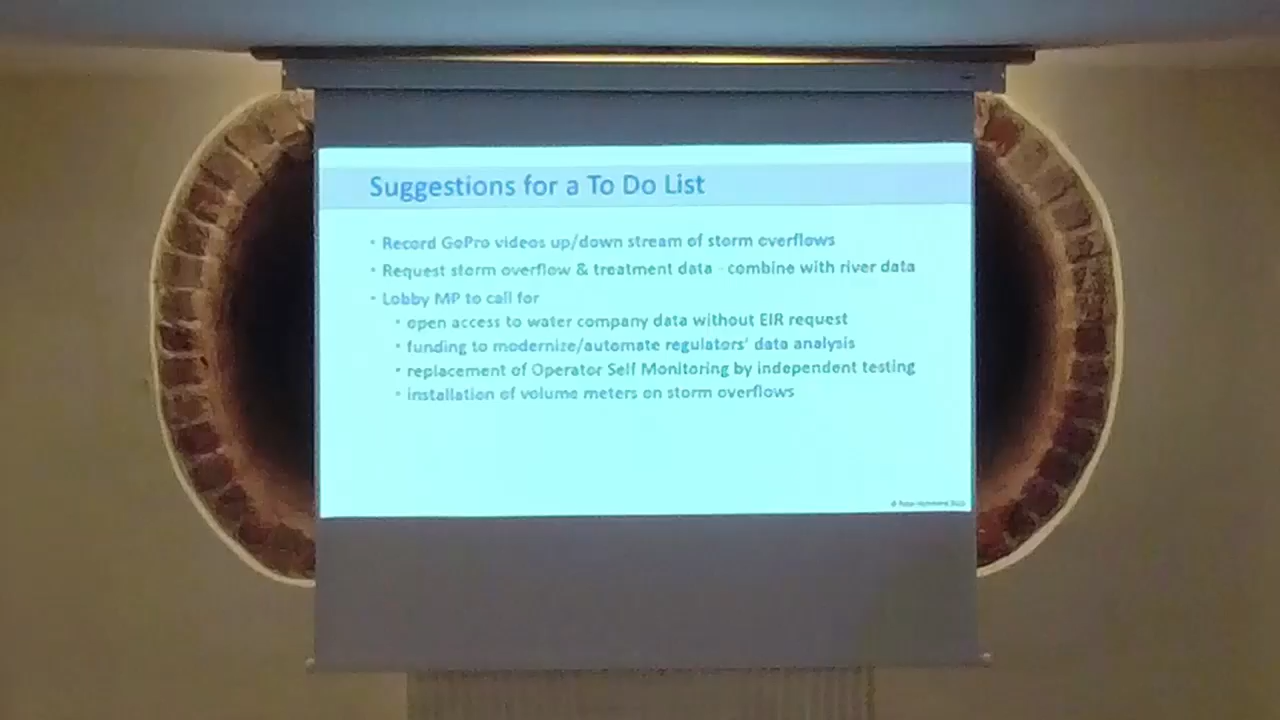 Suggestions for a To Do List
• Record GoPro videos up/down stream of storm overflows
• Request storm overflow & treatment data - combine with river data
• Lobby MP to call for
• open access to water company data without EIR request
• funding to modernize/automate regulators' data analysis
• replacement of Operator Self Monitoring by independent testing
• installation of volume meters on storm overflows